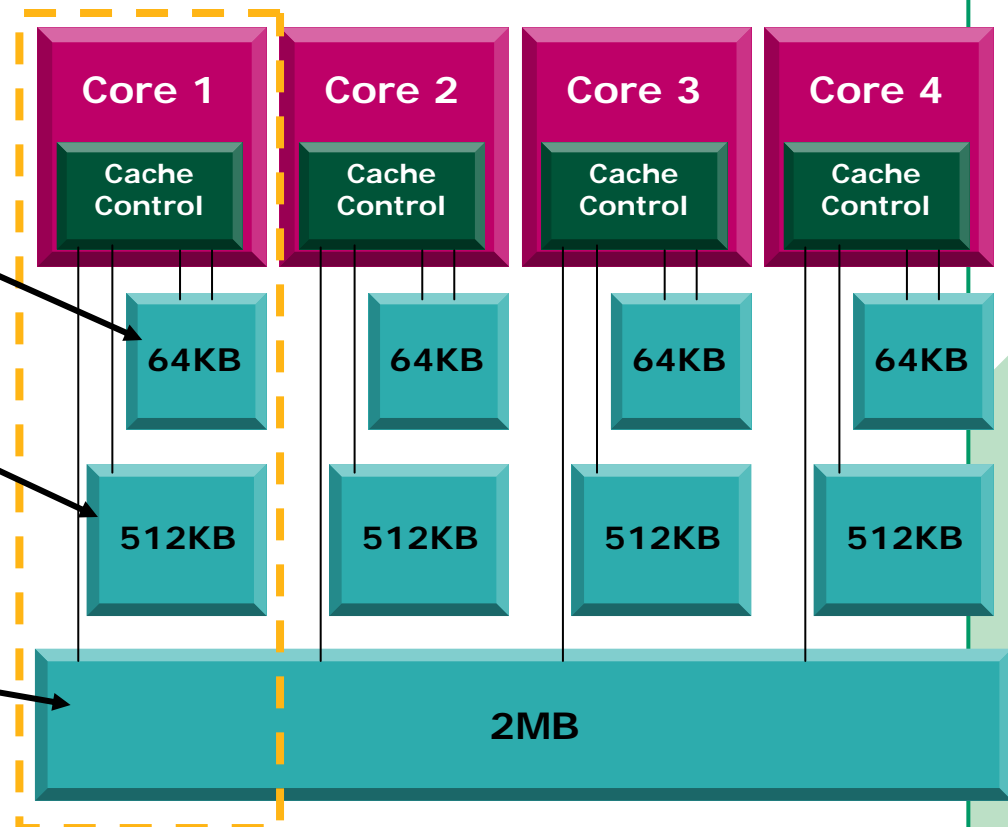 Core 1
Core 2
Core 3
Core 4
Cache
Control
Cache
Control
Cache
Control
Cache
Control
64KB
64KB
64KB
64KB
512KB
512KB
512KB
512KB
2MB